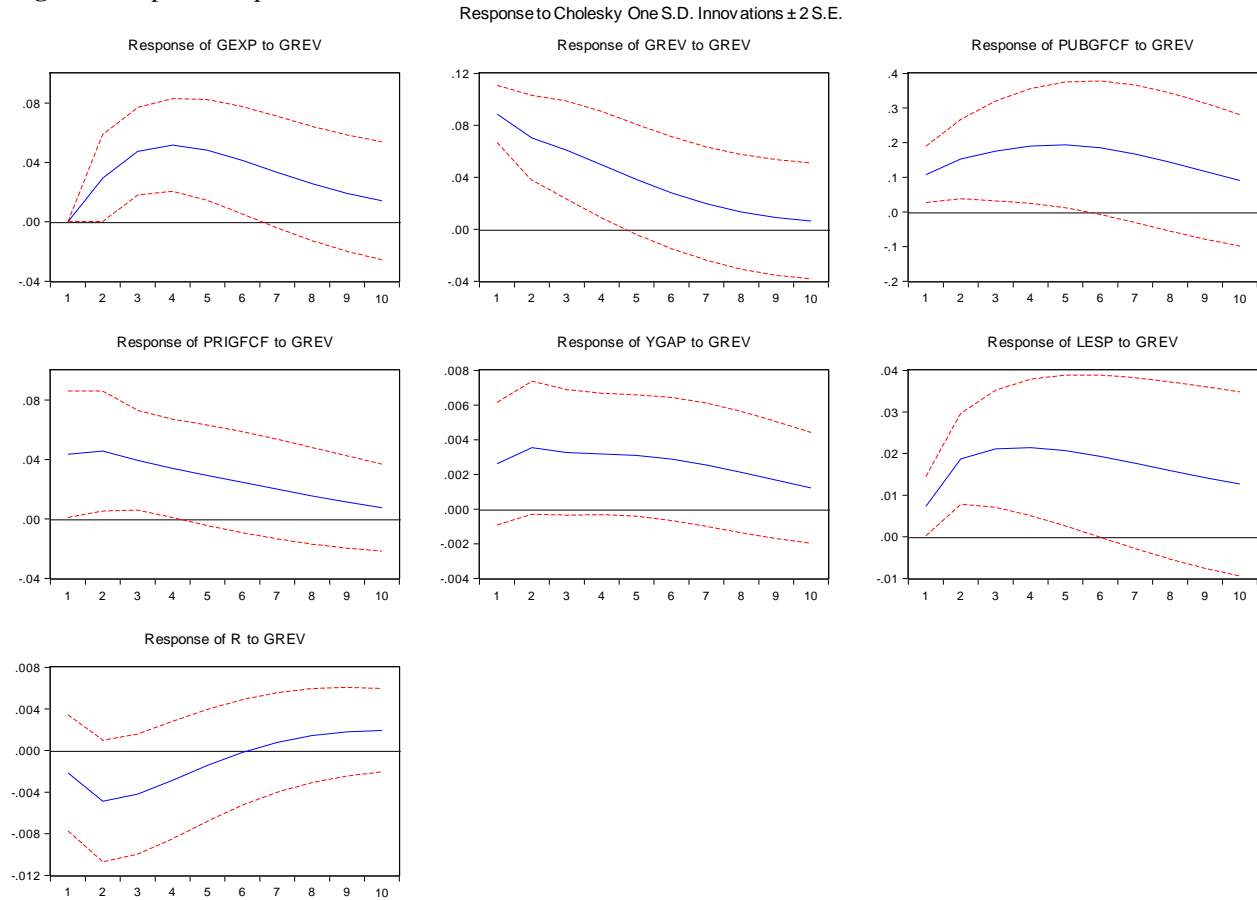 Response to Cholesky One S.D. Innovations ± 2 S.E.
Response of GEXP to GREV
.08
.04
.00
-.04
1 2 3 4 5 6 7 8 9 10
Response of GREV to GREV
.12
.08
.04
.00
-.04
1 2 3 4 5 6 7 8 9 10
Response of PUBGFCF to GREV
.4
.3
.2
.1
.0
-.1
-.2
1 2 3 4 5 6 7 8 9 10
Response of PRIGFCF to GREV
.08
.04
.00
-.04
1 2 3 4 5 6 7 8 9 10
Response of YGAP to GREV
.008
.006
.004
.002
.000
-.002
-.004
1 2 3 4 5 6 7 8 9 10
Response of LESP to GREV
.04
.03
.02
.01
.00
-.01
1 2 3 4 5 6 7 8 9 10
Response of R to GREV
.008
.004
.000
-.004
-.008
-.012
1 2 3 4 5 6 7 8 9 10